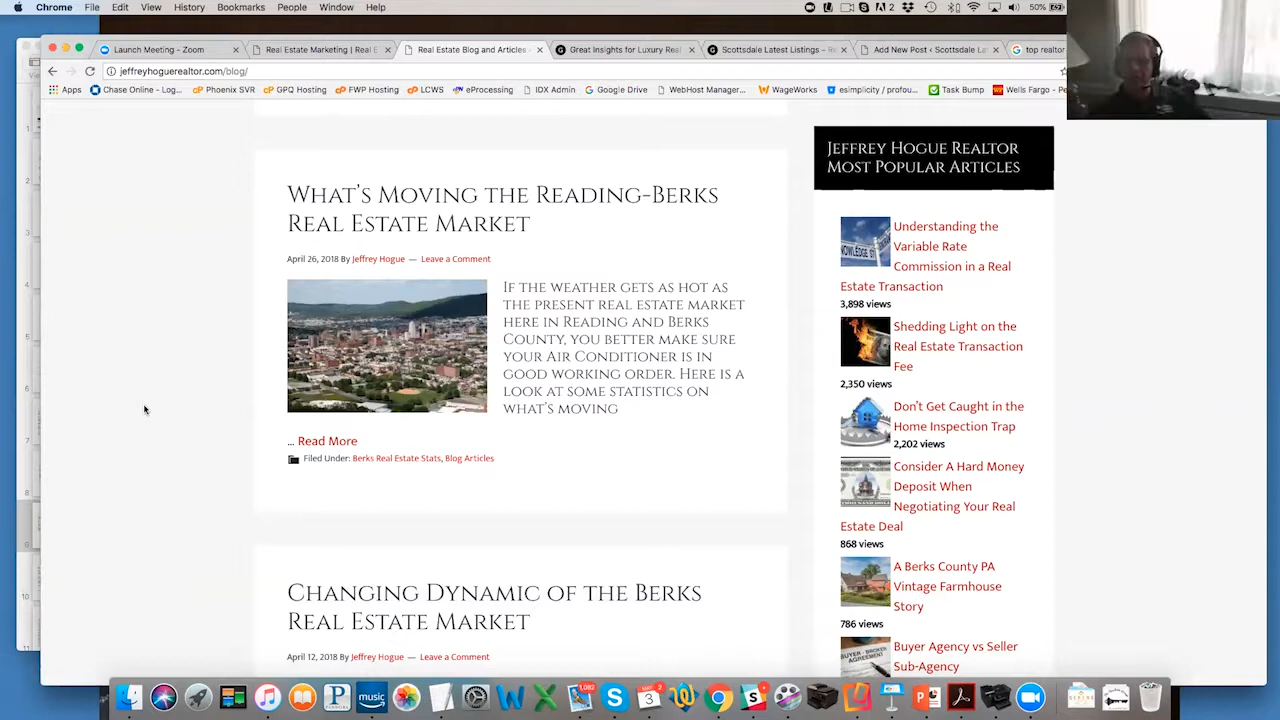 Chrome File Edit View History Bookmarks People Window Help
2 50%
Launch Meeting - Zoom
Real Estate Marketing | Real E
Real Estate Blog and Articles -
Great Insights for Luxury Real
Scottsdale Latest Listings – Re
Add New Post ‹ Scottsdale Lat
top realtor
jeffreyhoguerealtor.com/blog/
Apps Chase Online - Log... Phoenix SVR GPQ Hosting FWP Hosting LCWS eProcessing IDX Admin Google Drive WebHost Manager... WageWorks esimplicity / profou... Task Bump Wells Fargo - Pe
What's Moving the Reading-Berks
Real Estate Market
April 26, 2018 By Jeffrey Hogue — Leave a Comment
If the weather gets as hot as
the present real estate market
here in Reading and Berks
County, you better make sure
your Air Conditioner is in
good working order. Here is a
look at some statistics on
what's moving
... Read More
Filed Under: Berks Real Estate Stats, Blog Articles
Changing Dynamic of the Berks
Real Estate Market
April 12, 2018 By Jeffrey Hogue — Leave a Comment
Jeffrey Hogue Realtor
Most Popular Articles
Understanding the
Variable Rate
Commission in a Real
Estate Transaction
3,898 views
Shedding Light on the
Real Estate Transaction
Fee
2,350 views
Don't Get Caught in the
Home Inspection Trap
2,202 views
Consider A Hard Money
Deposit When
Negotiating Your Real
Estate Deal
868 views
A Berks County PA
Vintage Farmhouse
Story
786 views
Buyer Agency vs Seller
Sub-Agency
music
1,082